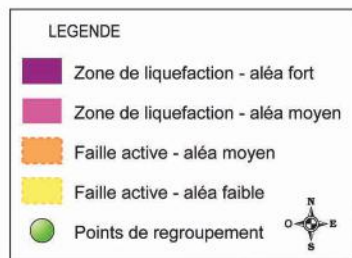 LEGENDE
Zone de liquefaction - aléa fort
Zone de liquefaction - aléa moyen
Faille active - aléa moyen
Faille active - aléa faible
Points de regroupement
N
O E
S